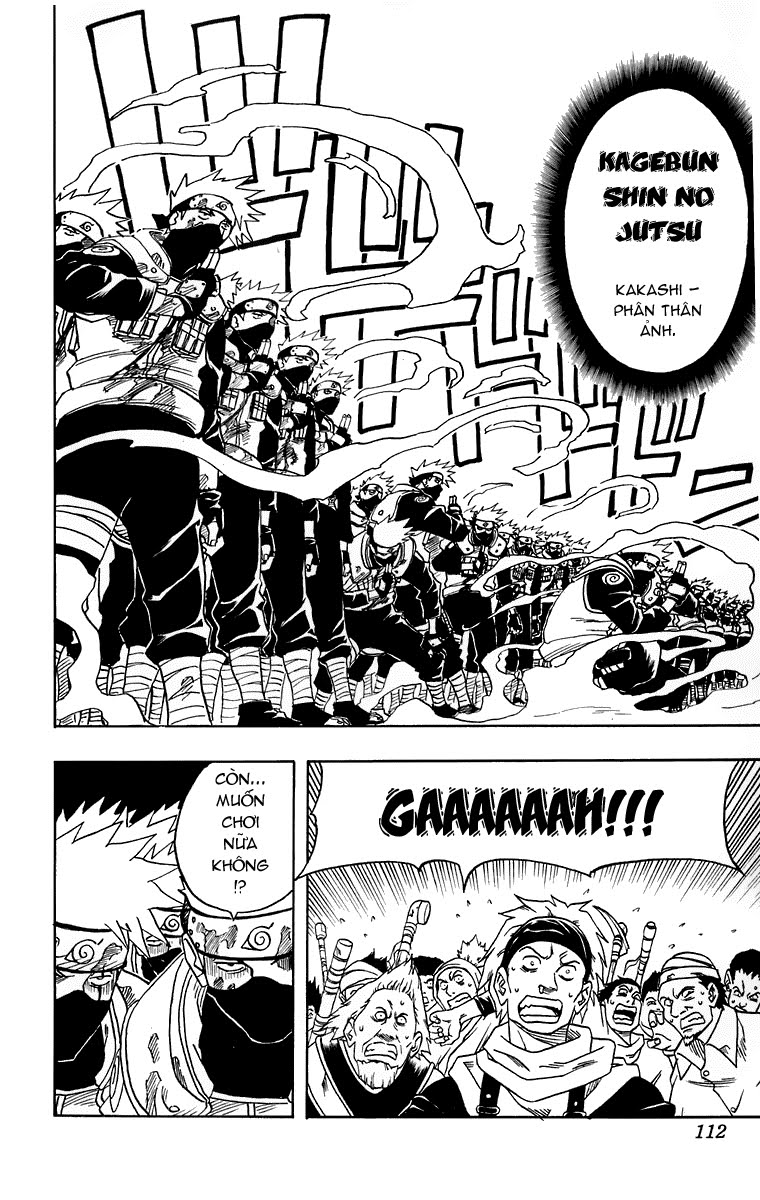 KAGEBUN
SHIN NO
JUTSU
KAKASHI –
PHÂN THÂN
ẢNH.
GAAAAAAH!!!
CÒN...
MUỐN
CHƠI
NỮA
KHÔNG
!?
112